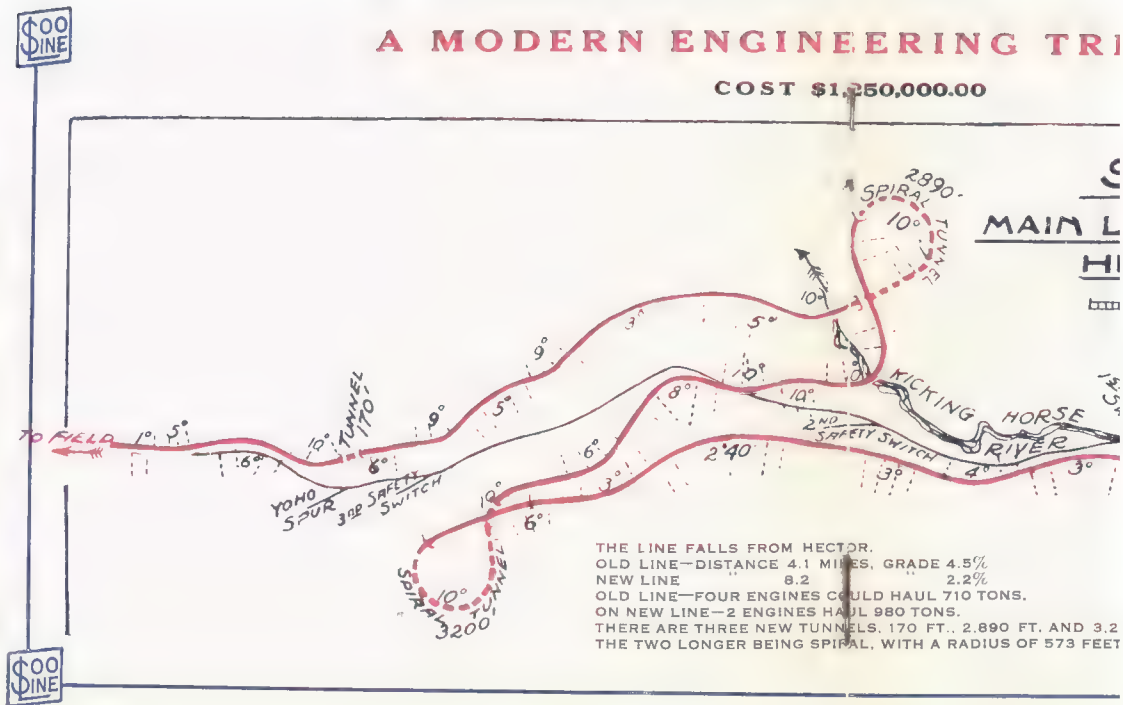 $OO
LINE
A MODERN ENGINEERING TRI
COST $1,250,000.00
S
MAIN L
HI
2890-
SPIRAL
TUNNEL
10°
10°
3°
5°
9°
5°
9°
TUNNEL
170'
10°
6°
TO FIELD
1°
5°
6°
YOHO
SPUR
3RD SAFETY
SWITCH
8°
10°
10°
2ND
SAFETY SWITCH
KICKING
HORSE
RIVER
6°
3°
2°40
3°
4°
3°
10°
6°
SPIRAL
TUNNEL
10°
3200'
THE LINE FALLS FROM HECTOR.
OLD LINE—DISTANCE 4.1 MILES, GRADE 4.5%
NEW LINE " 8.2 " 2.2%
OLD LINE—FOUR ENGINES COULD HAUL 710 TONS.
ON NEW LINE—2 ENGINES HAUL 980 TONS.
THERE ARE THREE NEW TUNNELS, 170 FT., 2,890 FT. AND 3,2
THE TWO LONGER BEING SPIRAL, WITH A RADIUS OF 573 FEET
$OO
LINE